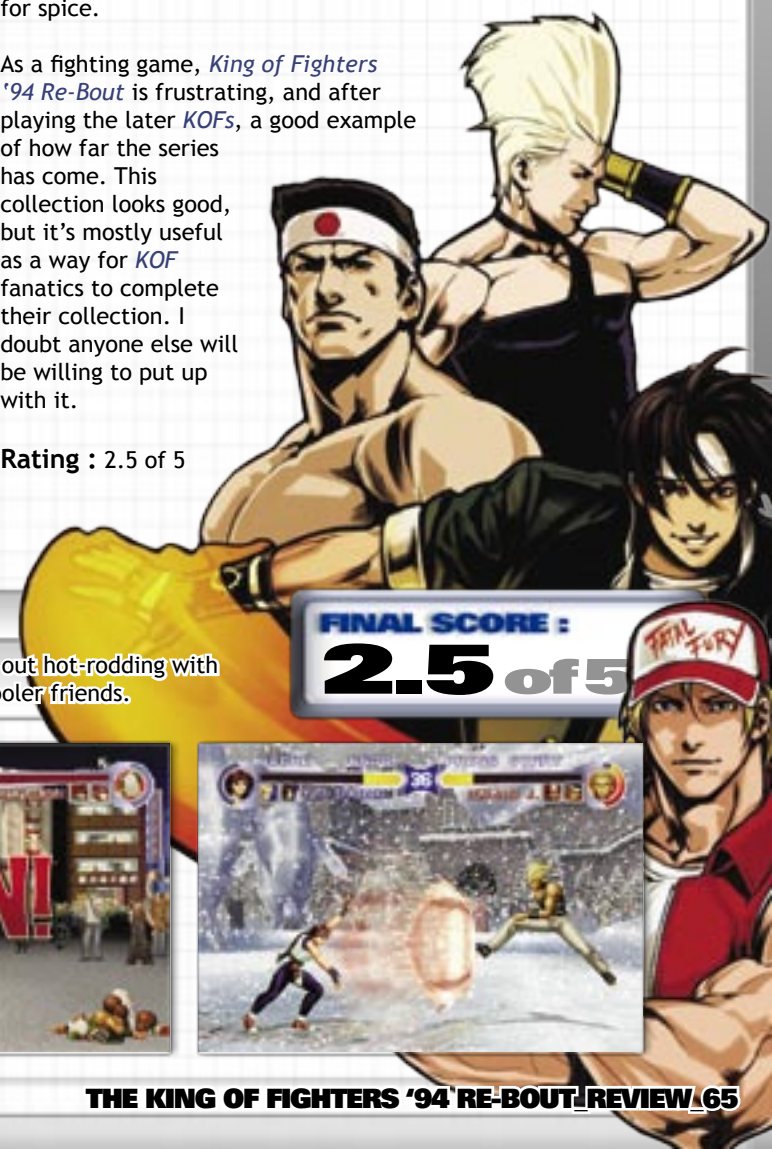 for spice.
As a fighting game, King of Fighters
‘94 Re-Bout is frustrating, and after
playing the later KOFs, a good example
of how far the series
has come. This
collection looks good,
but it’s mostly useful
as a way for KOF
fanatics to complete
their collection. I
doubt anyone else will
be willing to put up
with it.
Rating : 2.5 of 5
FINAL SCORE :
2.5 of 5
FATAL FURY
out hot-rodding with
ooler friends.
N!
36
THE KING OF FIGHTERS ‘94 RE-BOUT_REVIEW_65